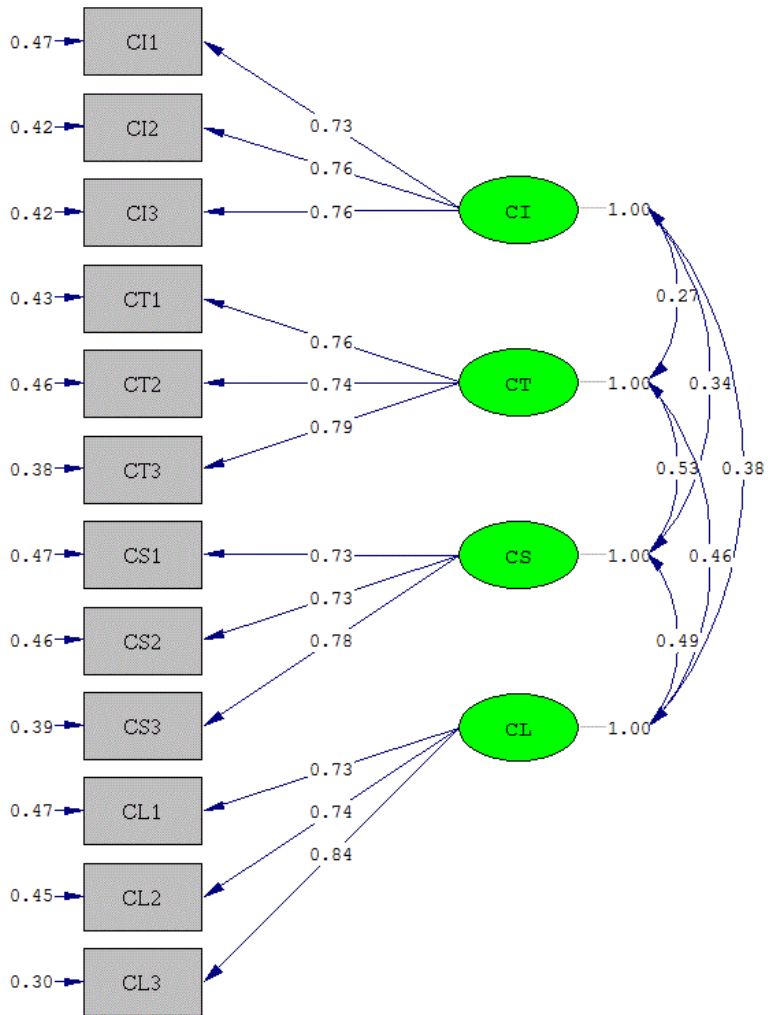 0.47 CI1
0.73
0.42 CI2
0.76
0.42 CI3 0.76 CI 1.00
0.27
0.43 CT1
0.76
0.46 CT2 0.74 CT 1.00 0.34
0.79
0.38 CT3 0.53 0.38
0.47 CS1 0.73 CS 1.00 0.46
0.73
0.46 CS2 0.78 0.49
0.39 CS3 CL 1.00
0.73
0.47 CL1 0.74
0.84
0.45 CL2
0.30 CL3